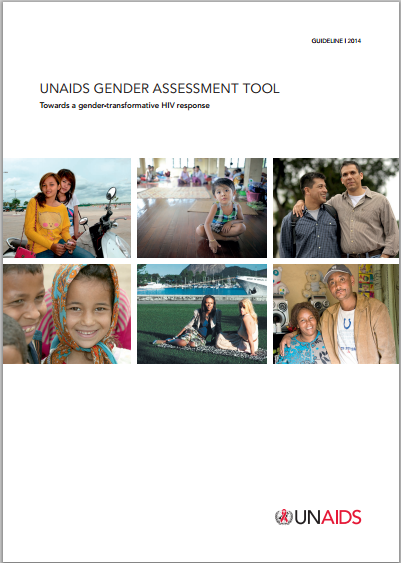 GUIDELINE I 2014
UNAIDS GENDER ASSESSMENT TOOL
Towards a gender-transformative HIV response
UNAIDS